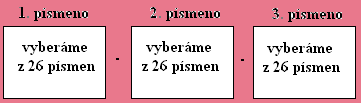 1. písmeno 2. písmeno 3. písmeno
vyberáme · vyberáme · vyberáme
z 26 písmen z 26 písmen z 26 písmen